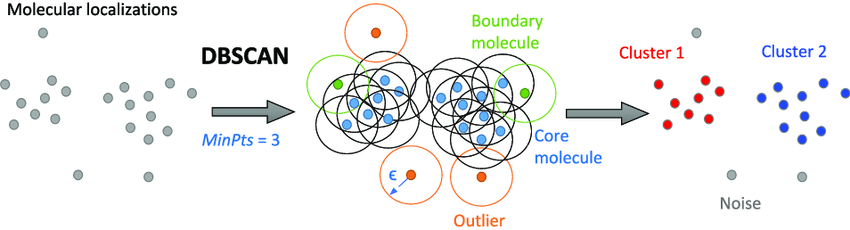 Molecular localizations
DBSCAN
MinPts = 3
Boundary
molecule
Core
molecule
ϵ
Outlier
Cluster 1
Cluster 2
Noise